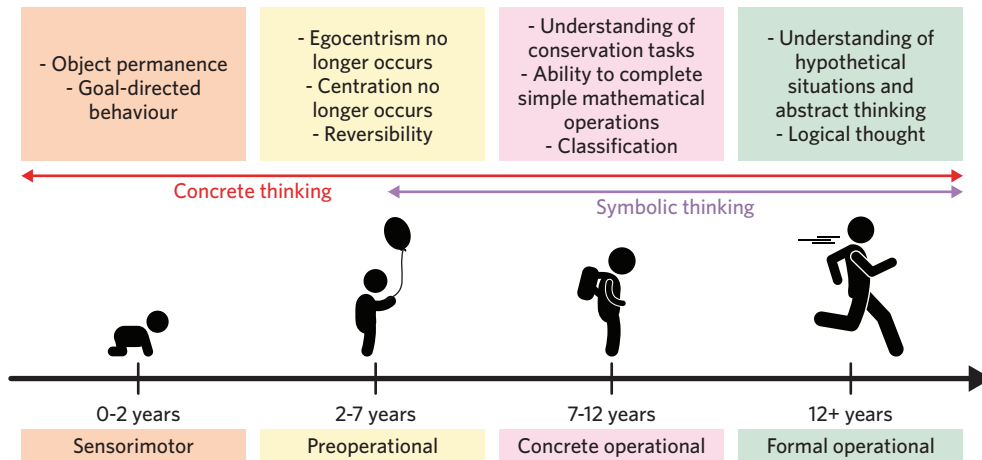 - Object permanence
- Goal-directed
behaviour
- Egocentrism no
longer occurs
- Centration no
longer occurs
- Reversibility
- Understanding of
conservation tasks
- Ability to complete
simple mathematical
operations
- Classification
- Understanding of
hypothetical
situations and
abstract thinking
- Logical thought
Concrete thinking
Symbolic thinking
0-2 years
2-7 years
7-12 years
12+ years
Sensorimotor
Preoperational
Concrete operational
Formal operational